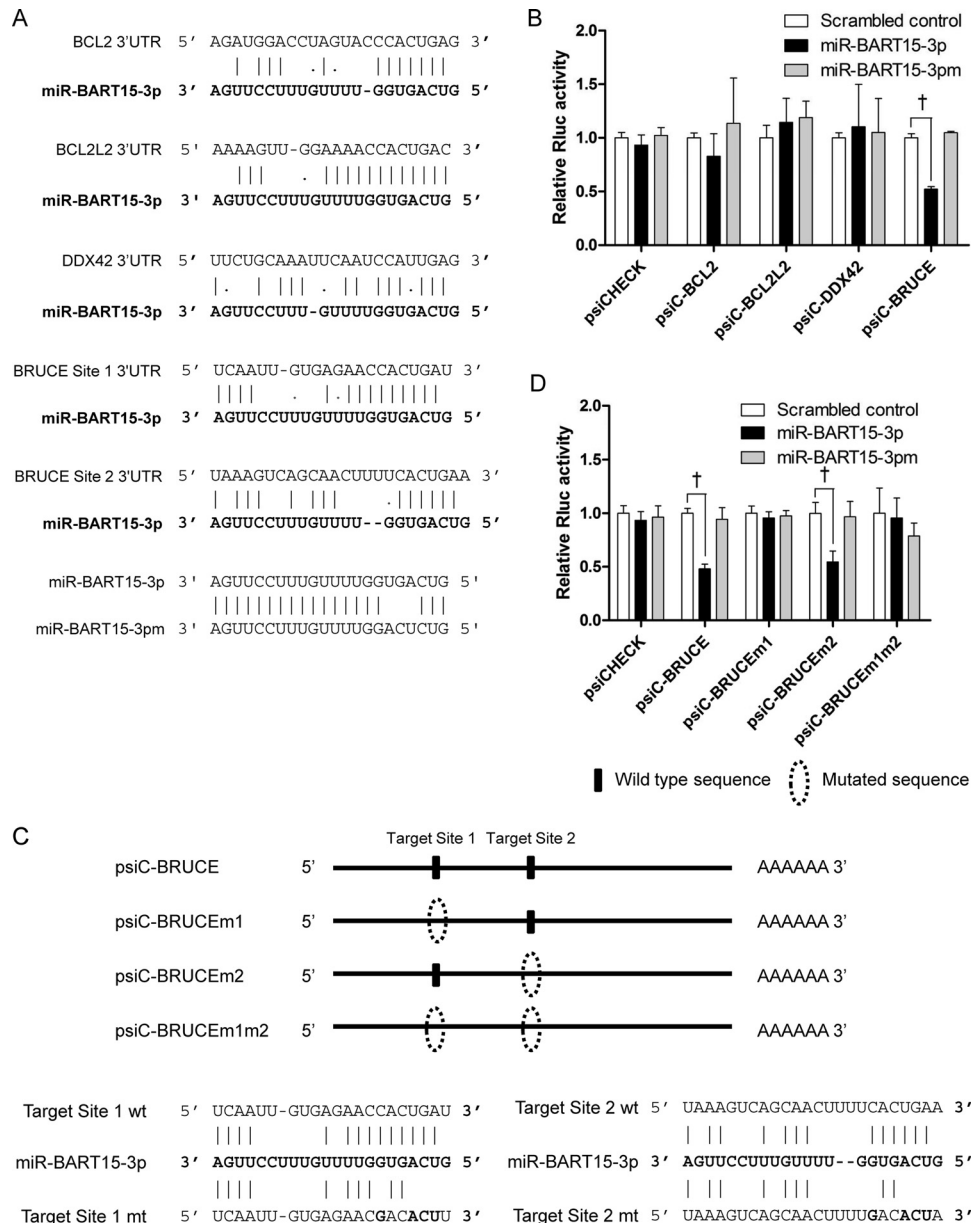 A
BCL2 3'UTR 5' AGAUGGACCUAGUACCCACUGAG 3'
miR-BART15-3p 3' AGUUCCUUUGUUUU-GGUGACUG 5'
BCL2L2 3'UTR 5' AAAAGUU-GGAAAACCACUGAC 3'
miR-BART15-3p 3' AGUUCCUUUGUUUUGGUGACUG 5'
DDX42 3'UTR 5' UUCUGCAAAUUCAAUCCAUUGAG 3'
miR-BART15-3p 3' AGUUCCUUU-GUUUUGGUGACUG 5'
BRUCE Site 1 3'UTR 5' UCAAUU-GUGAGAACCACUGAU 3'
miR-BART15-3p 3' AGUUCCUUUGUUUUGGUGACUG 5'
BRUCE Site 2 3'UTR 5' UAAAGUCAGCAACUUUUCACUGAA 3'
miR-BART15-3p 3' AGUUCCUUUGUUUU--GGUGACUG 5'
miR-BART15-3p 3' AGUUCCUUUGUUUUGGUGACUG 5'
miR-BART15-3pm 3' AGUUCCUUUGUUUUGGACUCUG 5'
B
Scrambled control
miR-BART15-3p
miR-BART15-3pm
Relative Rluc activity
2.0
1.5
1.0
0.5
0.0
†
psiCHECK
psiC-BCL2
psiC-BCL2L2
psiC-DDX42
psiC-BRUCE
D
Scrambled control
miR-BART15-3p
miR-BART15-3pm
Relative Rluc activity
2.0
1.5
1.0
0.5
0.0
†
†
psiCHECK
psiC-BRUCE
psiC-BRUCEm1
psiC-BRUCEm2
psiC-BRUCEm1m2
Wild type sequence
Mutated sequence
C
Target Site 1 Target Site 2
psiC-BRUCE 5' AAAAAA 3'
psiC-BRUCEm1 5' AAAAAA 3'
psiC-BRUCEm2 5' AAAAAA 3'
psiC-BRUCEm1m2 5' AAAAAA 3'
Target Site 1 wt 5' UCAAUU-GUGAGAACCACUGAU 3'
miR-BART15-3p 3' AGUUCCUUUGUUUUGGUGACUG 5'
Target Site 1 mt 5' UCAAUU-GUGAGAACGACACUU 3'
Target Site 2 wt 5' UAAAGUCAGCAACUUUUCACUGAA 3'
miR-BART15-3p 3' AGUUCCUUUGUUUU--GGUGACUG 5'
Target Site 2 mt 5' UAAAGUCAGCAACUUUUGACACUA 3'